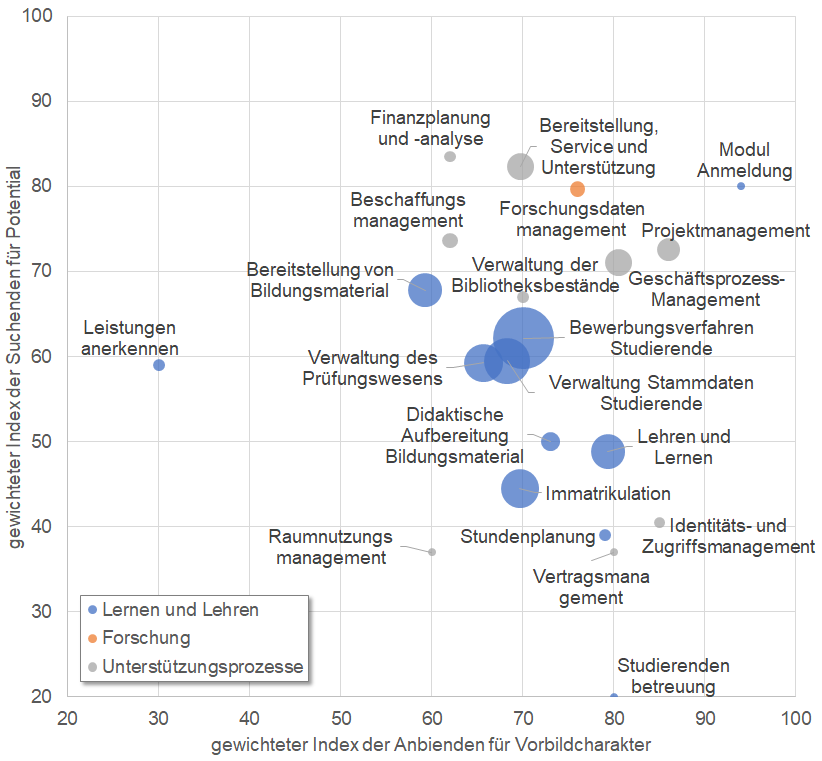 gewichteter Index der Suchenden für Potential
100
90
80
70
60
50
40
30
20
Finanzplanung
und -analyse
Bereitstellung,
Service und
Unterstützung
Modul
Anmeldung
Beschaffungs
management
Forschungsdaten
management
Projektmanagement
Bereitstellung von
Bildungsmaterial
Verwaltung der
Bibliotheksbestände
Geschäftsprozess-
Management
Leistungen
anerkennen
Bewerbungsverfahren
Studierende
Verwaltung des
Prüfungswesens
Verwaltung Stammdaten
Studierende
Didaktische
Aufbereitung
Bildungsmaterial
Lehren und
Lernen
Immatrikulation
Raumnutzungs
management
Stundenplanung
Identitäts- und
Zugriffsmanagement
Vertragsmana
gement
Studierenden
betreuung
Lernen und Lehren
Forschung
Unterstützungsprozesse
20 30 40 50 60 70 80 90 100
gewichteter Index der Anbienden für Vorbildcharakter